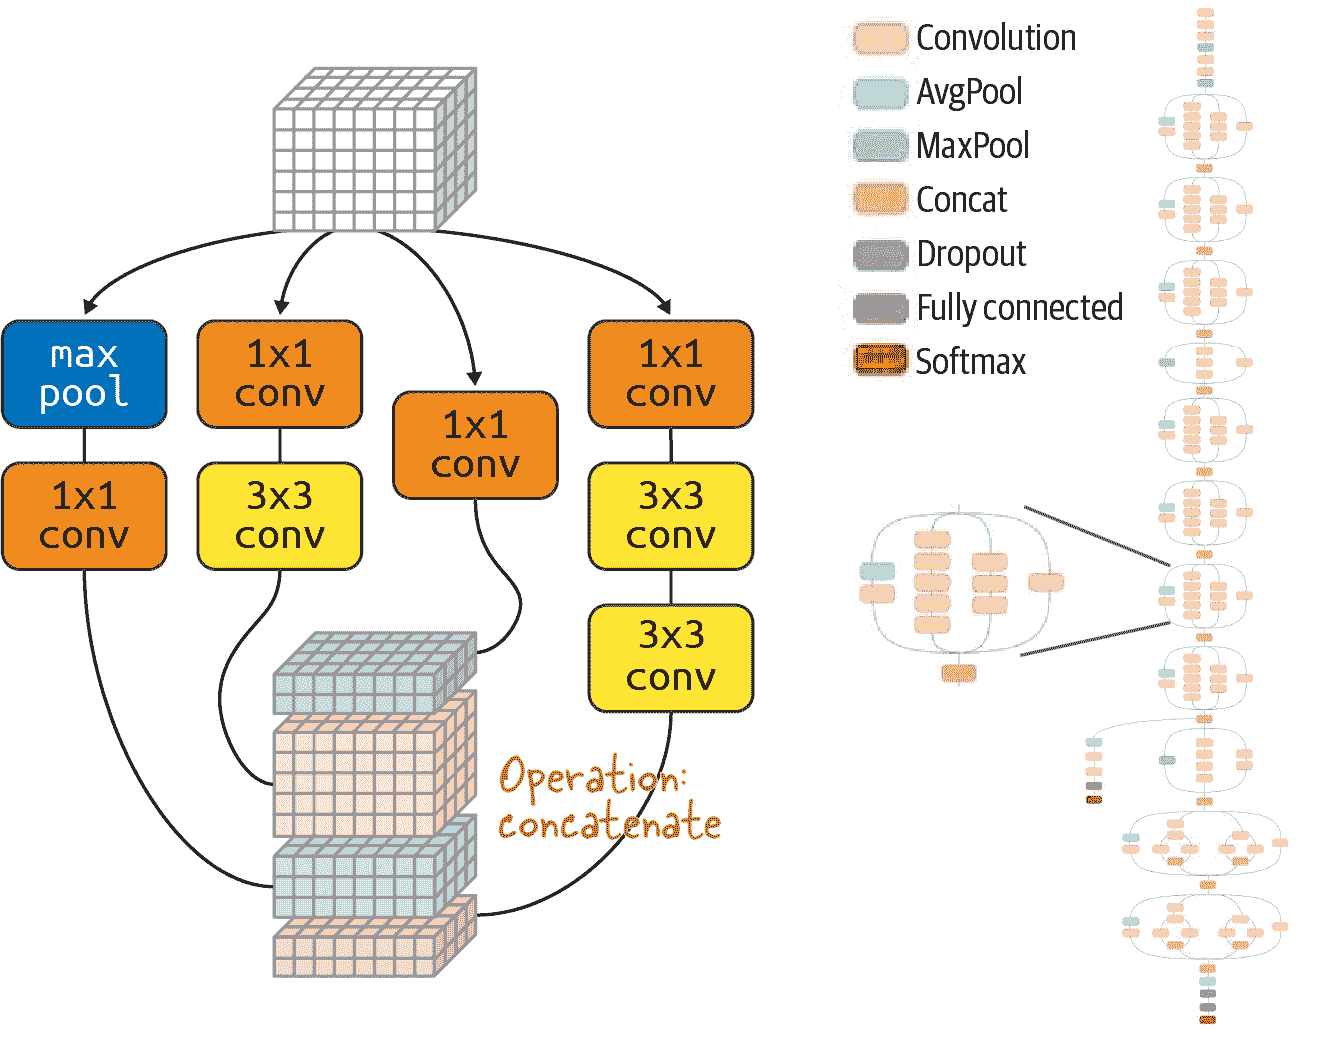 max
pool
1x1
conv
1x1
conv
3x3
conv
1x1
conv
1x1
conv
3x3
conv
3x3
conv
Operation:
concatenate
Convolution
AvgPool
MaxPool
Concat
Dropout
Fully connected
Softmax